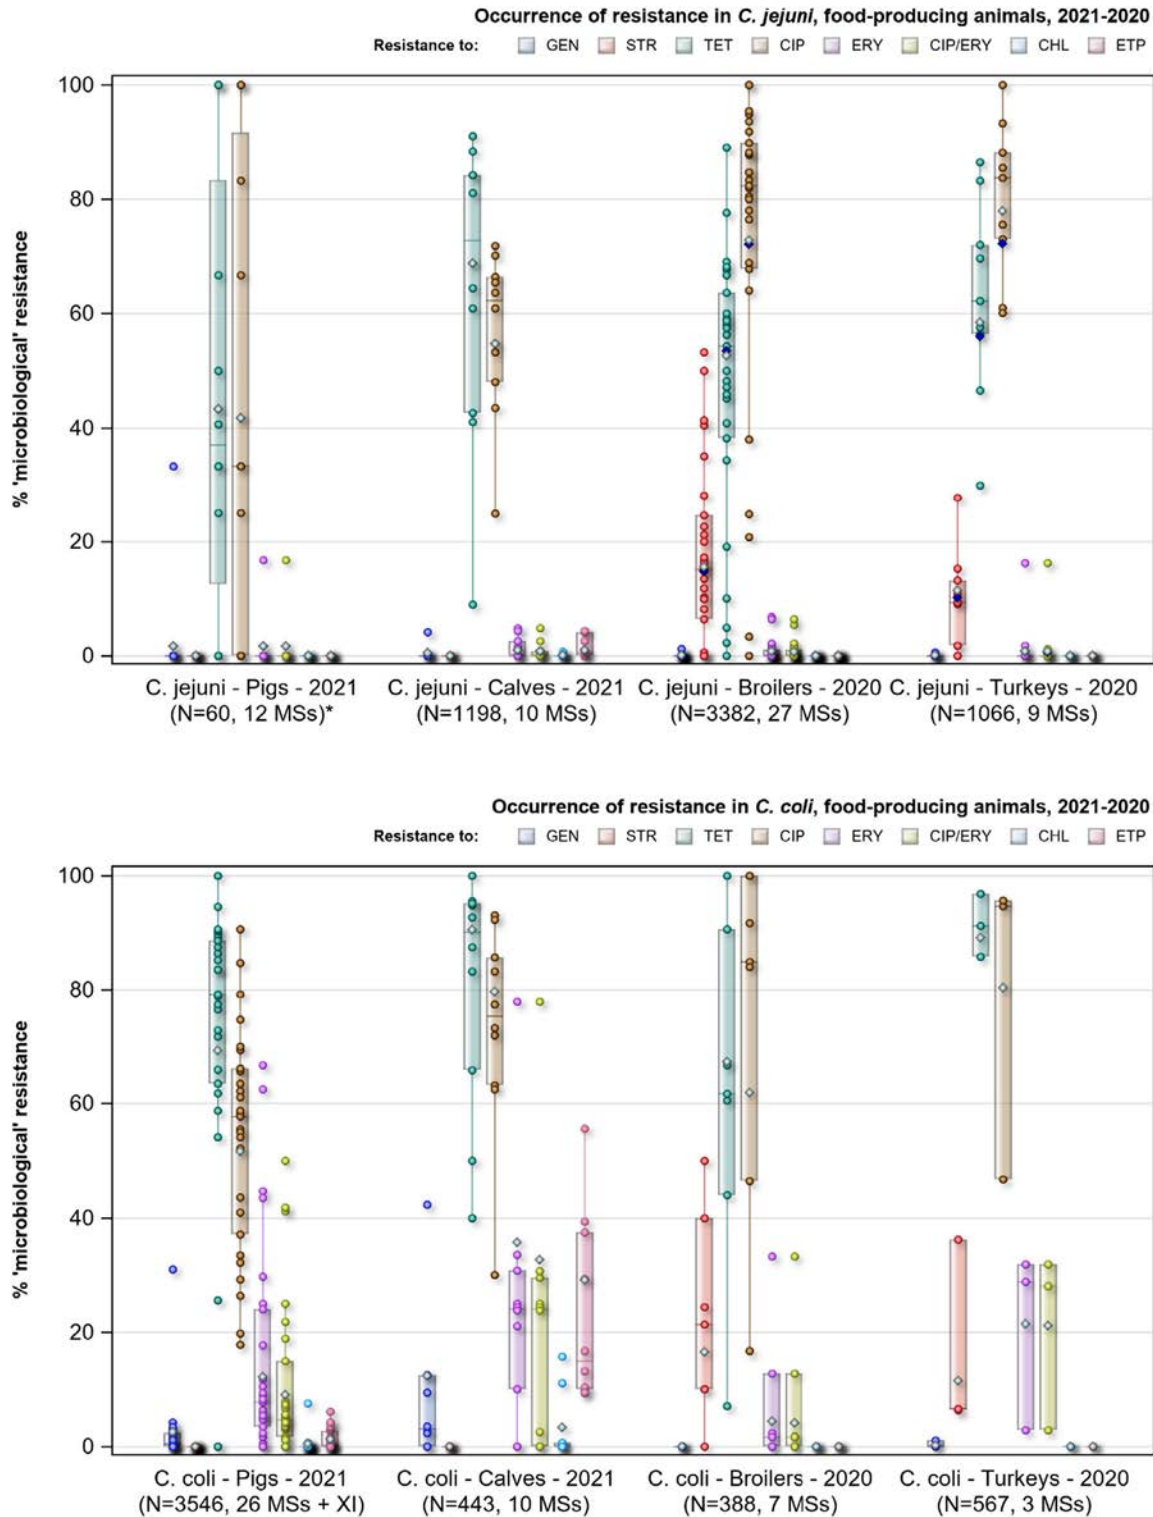 Occurrence of resistance in C. jejuni, food-producing animals, 2021-2020
Resistance to: GEN STR TET CIP ERY CIP/ERY CHL ETP
% 'microbiological' resistance
100
80
60
40
20
0
C. jejuni - Pigs - 2021 C. jejuni - Calves - 2021 C. jejuni - Broilers - 2020 C. jejuni - Turkeys - 2020
(N=60, 12 MSs)* (N=1198, 10 MSs) (N=3382, 27 MSs) (N=1066, 9 MSs)
Occurrence of resistance in C. coli, food-producing animals, 2021-2020
Resistance to: GEN STR TET CIP ERY CIP/ERY CHL ETP
% 'microbiological' resistance
100
80
60
40
20
0
C. coli - Pigs - 2021 C. coli - Calves - 2021 C. coli - Broilers - 2020 C. coli - Turkeys - 2020
(N=3546, 26 MSs + XI) (N=443, 10 MSs) (N=388, 7 MSs) (N=567, 3 MSs)